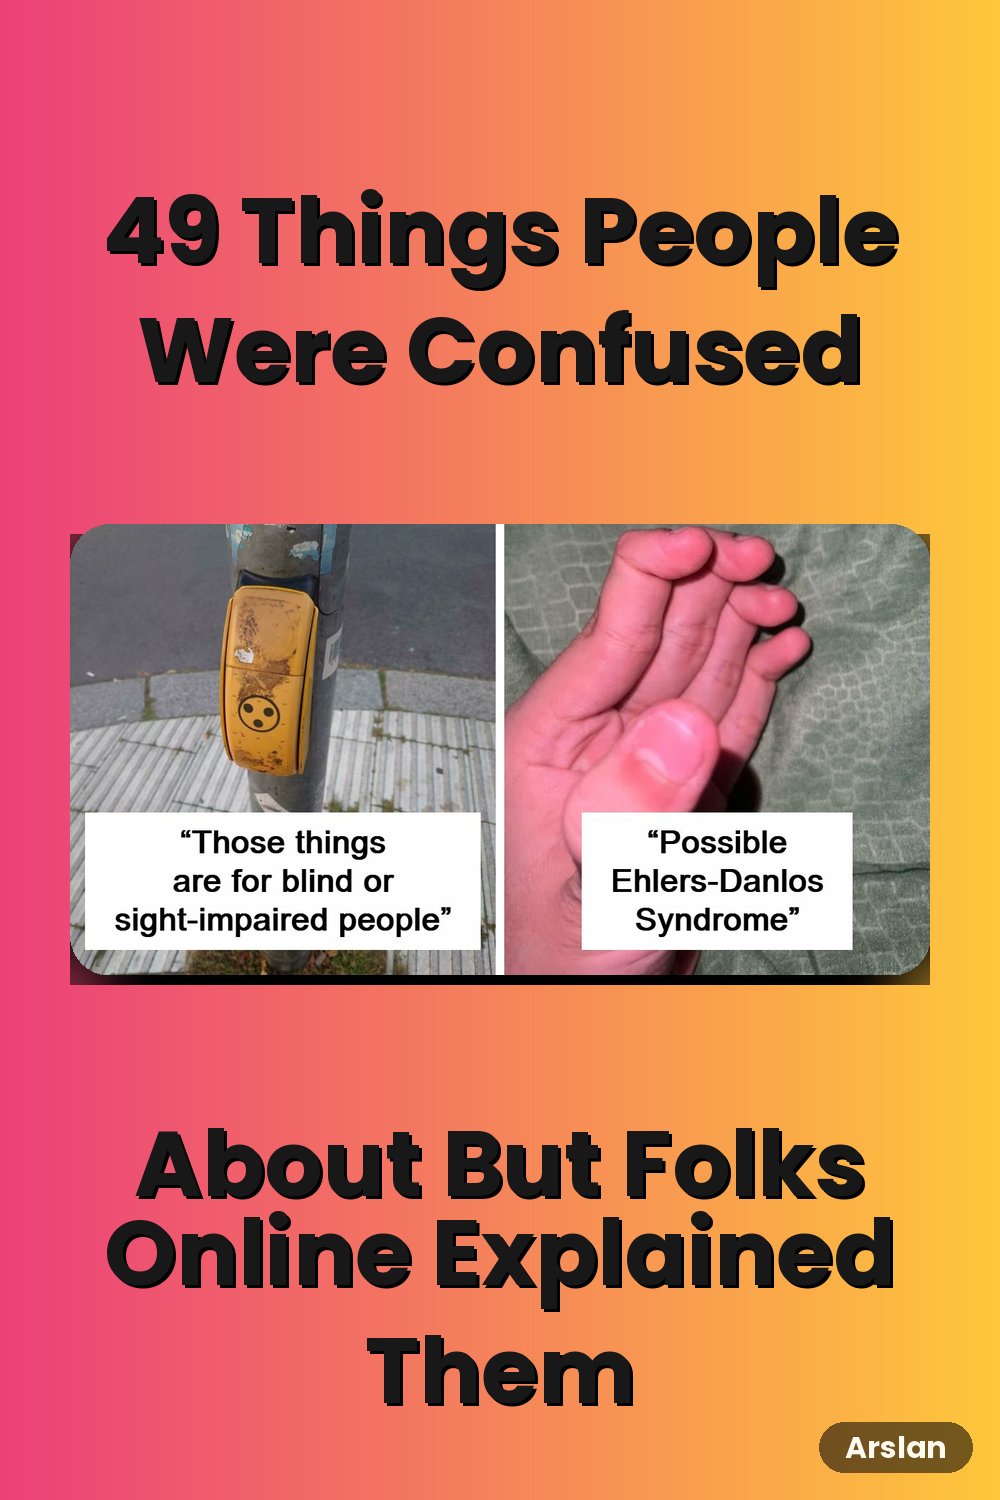 49 Things People
Were Confused
“Those things
are for blind or
sight-impaired people”
“Possible
Ehlers-Danlos
Syndrome”
About But Folks
Online Explained
Them
Arslan